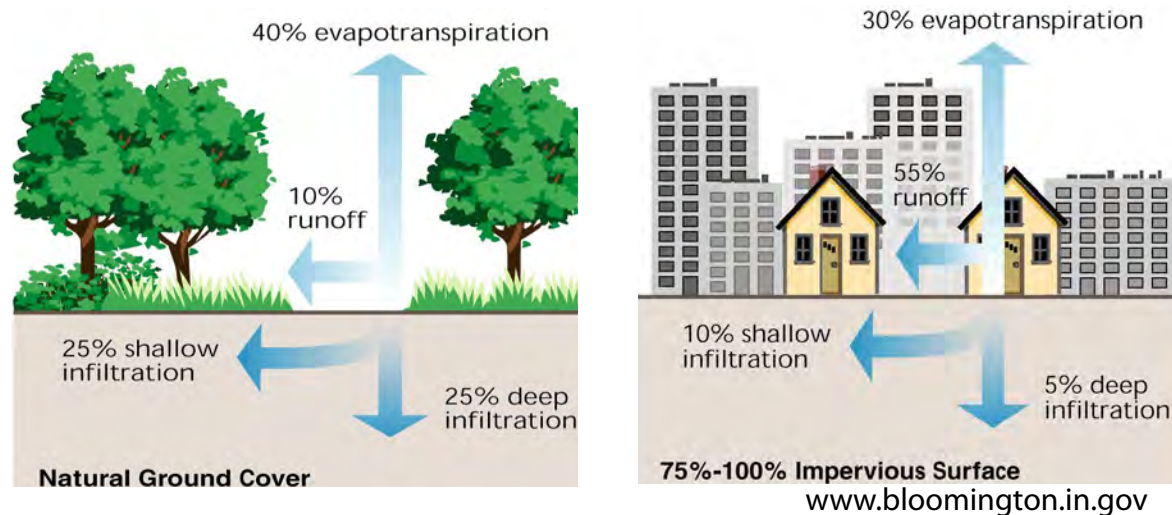 40% evapotranspiration
10%
runoff
25% shallow
infiltration
25% deep
infiltration
Natural Ground Cover
30% evapotranspiration
55%
runoff
10% shallow
infiltration
5% deep
infiltration
75%-100% Impervious Surface
www.bloomington.in.gov